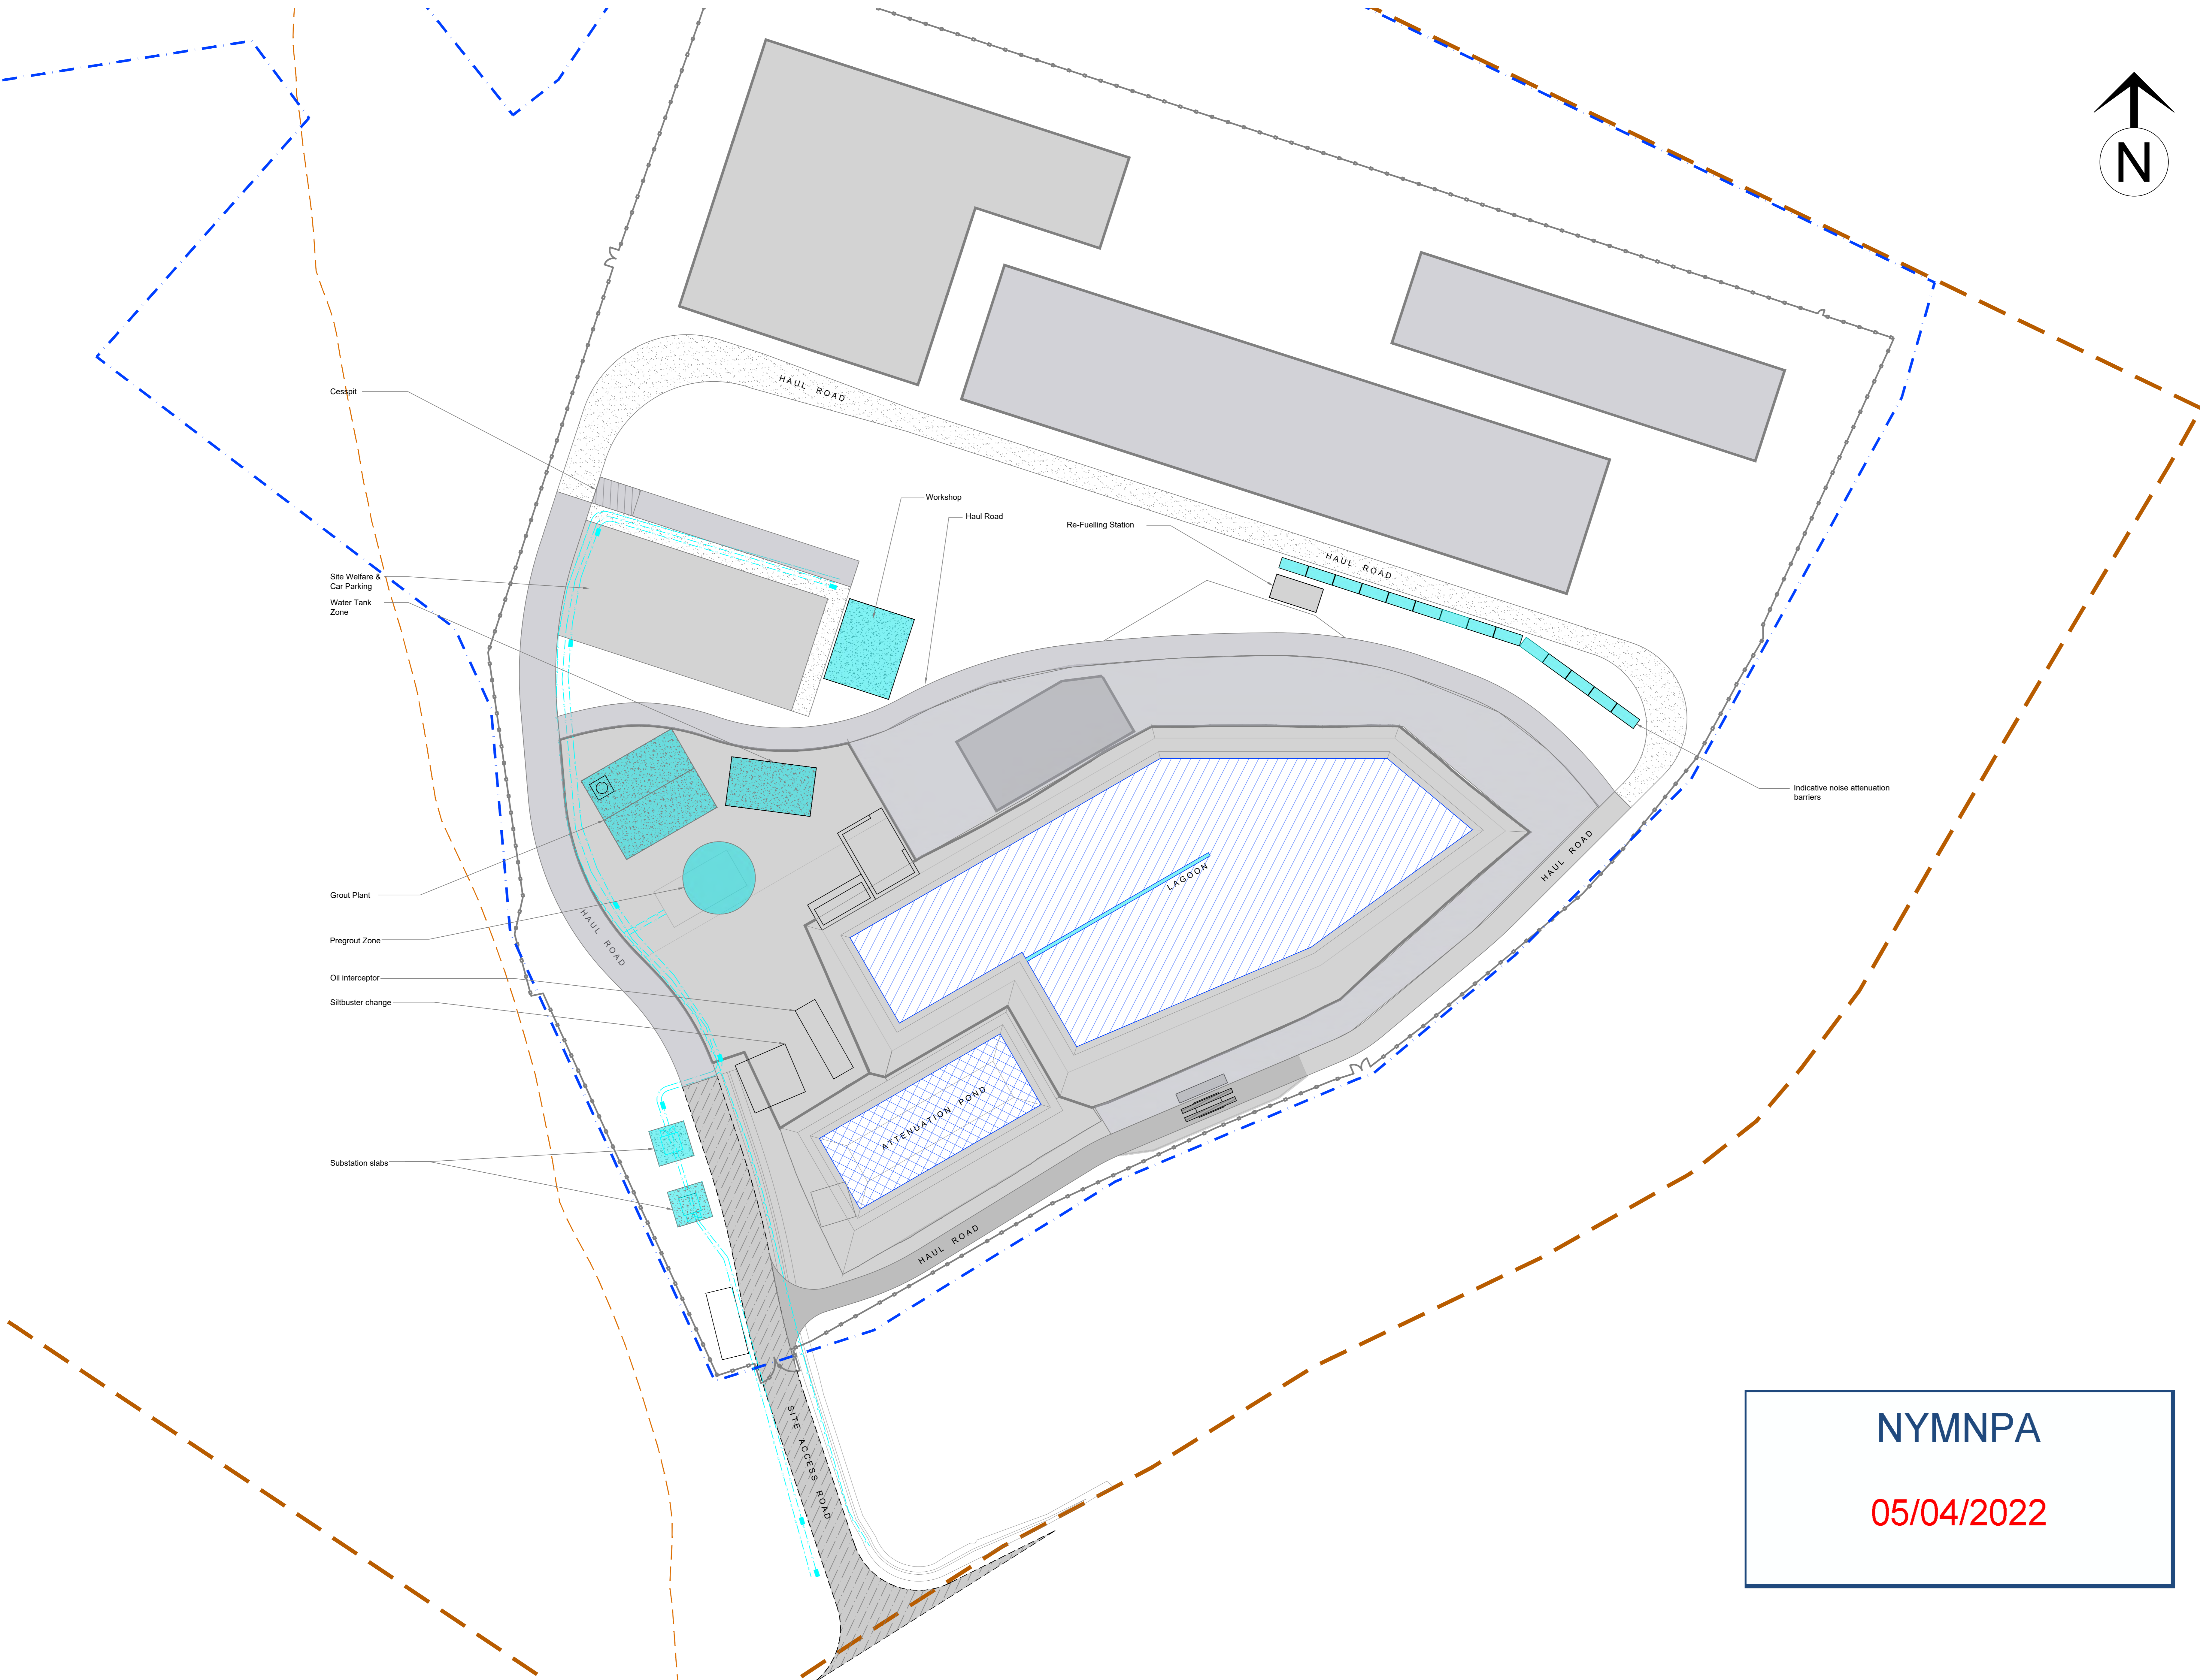 N
HAUL ROAD
Cesspit
Workshop
Haul Road
Re-Fuelling Station
HAUL ROAD
Site Welfare &
Car Parking
Water Tank
Zone
Indicative noise attenuation
barriers
HAUL ROAD
LAGOON
Grout Plant
HAUL ROAD
Pregrout Zone
Oil interceptor
Siltbuster change
ATTENUATION POND
Substation slabs
HAUL ROAD
SITE ACCESS ROAD
NYMNPA
05/04/2022